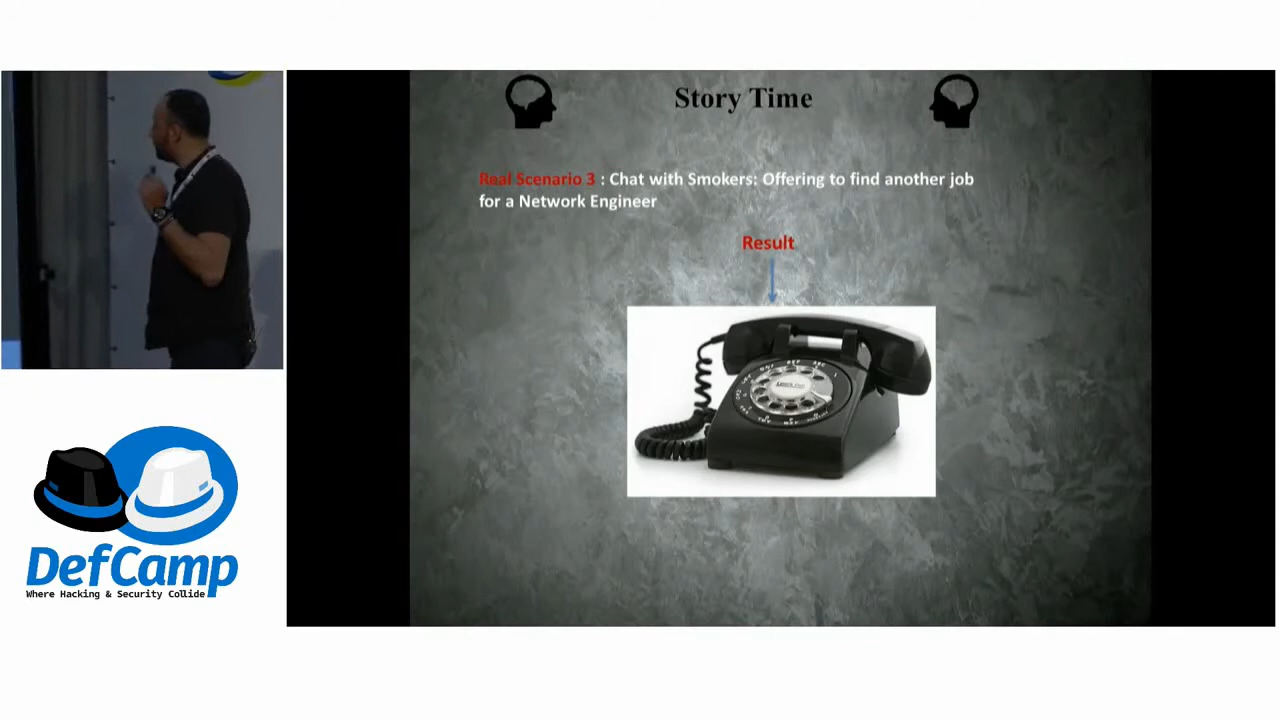 Story Time
Real Scenario 3 : Chat with Smokers: Offering to find another job
for a Network Engineer
Result
DefCamp
Where Hacking & Security Collide